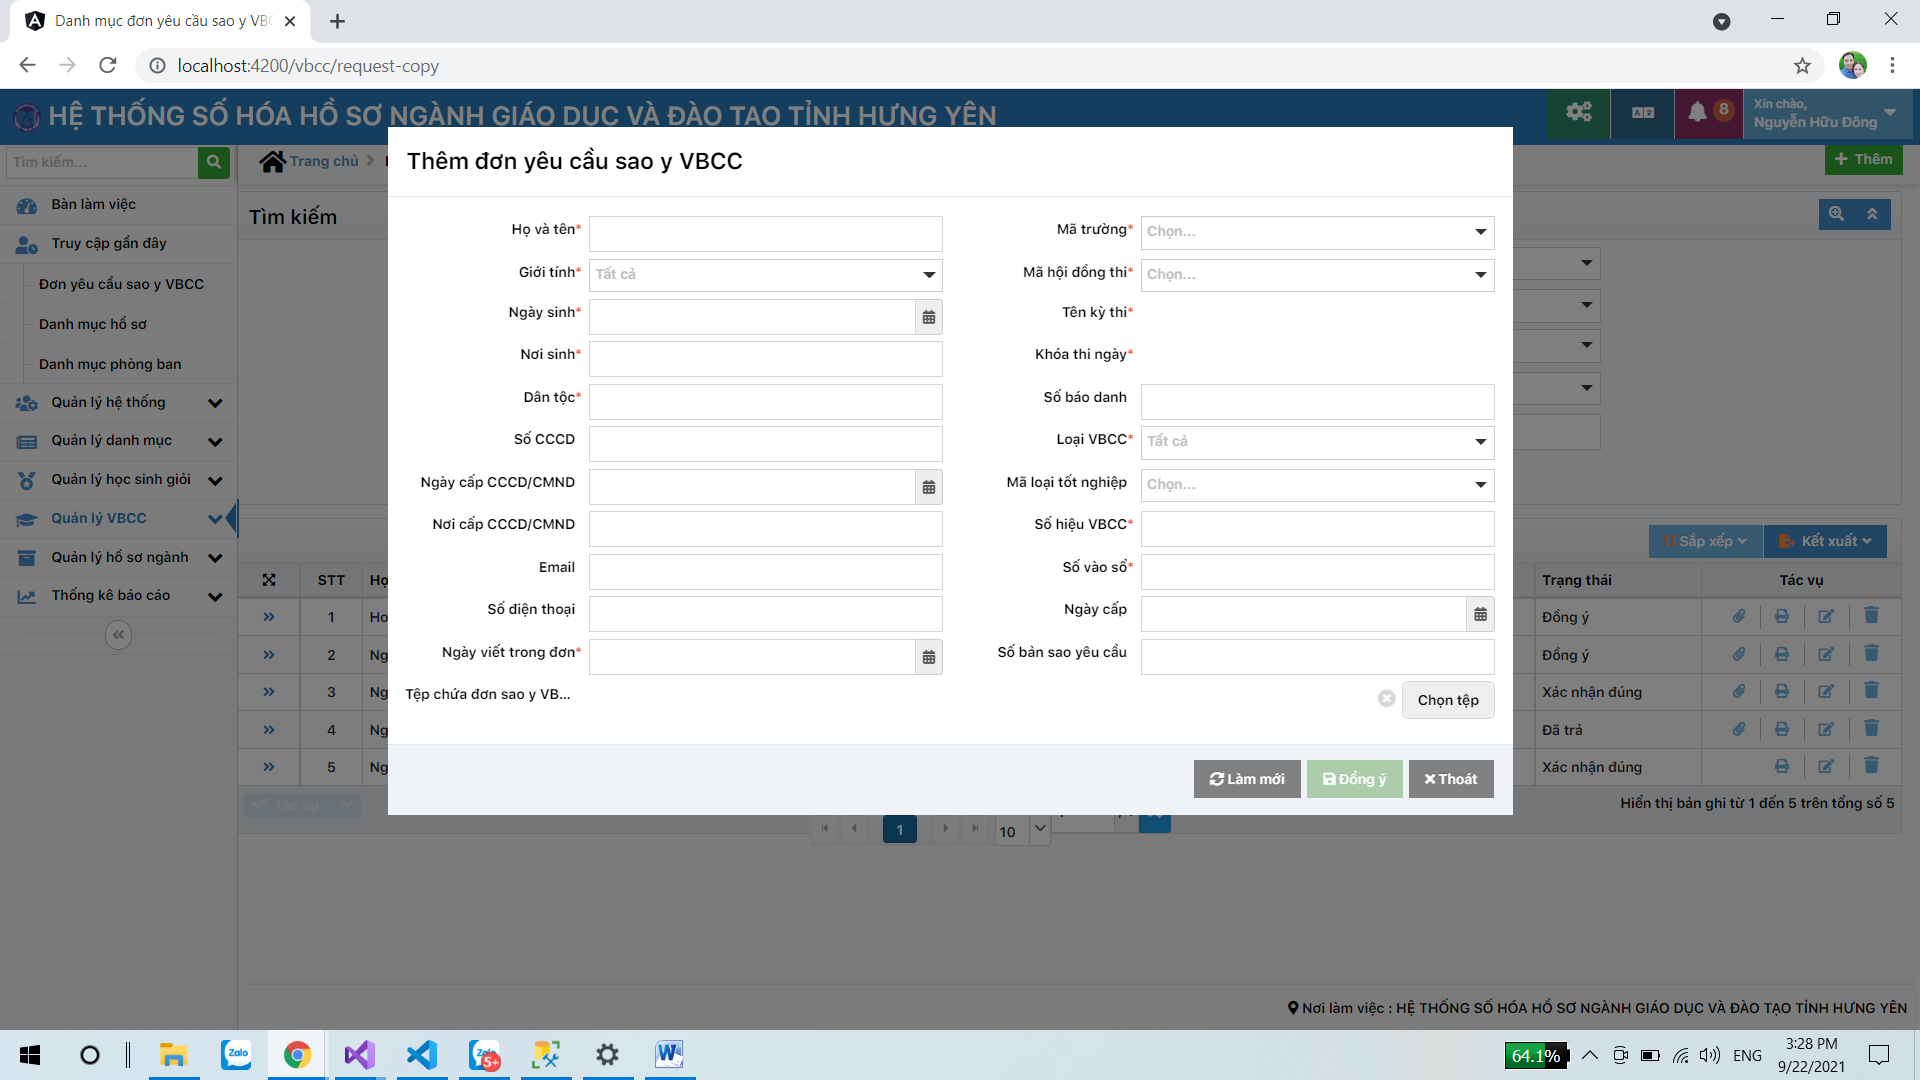 Danh mục đơn yêu cầu sao y VBC
localhost:4200/vbcc/request-copy
HỆ THỐNG SỐ HÓA HỒ SƠ NGÀNH GIÁO DỤC VÀ ĐÀO TẠO TỈNH HƯNG YÊN
8
Xin chào,
Nguyễn Hữu Đông
Tìm kiếm...
Trang chủ
Thêm
Bàn làm việc
Truy cập gần đây
Đơn yêu cầu sao y VBCC
Danh mục hồ sơ
Danh mục phòng ban
Quản lý hệ thống
Quản lý danh mục
Quản lý học sinh giỏi
Quản lý VBCC
Quản lý hồ sơ ngành
Thống kê báo cáo
Tìm kiếm
Thêm đơn yêu cầu sao y VBCC
Họ và tên*
Mã trường* Chọn...
Giới tính* Tất cả
Mã hội đồng thi* Chọn...
Ngày sinh*
Tên kỳ thi*
Nơi sinh*
Khóa thi ngày*
Dân tộc*
Số báo danh
Số CCCD
Loại VBCC* Tất cả
Ngày cấp CCCD/CMND
Mã loại tốt nghiệp Chọn...
Nơi cấp CCCD/CMND
Số hiệu VBCC*
Email
Số vào sổ*
Số điện thoại
Ngày cấp
Ngày viết trong đơn*
Số bản sao yêu cầu
Tệp chứa đơn sao y VB...
Chọn tệp
Làm mới
Đồng ý
Thoát
Sắp xếp
Kết xuất
STT Họ Trạng thái Tác vụ
1 Ho Đồng ý
2 Ng Đồng ý
3 Ng Xác nhận đúng
4 Ng Đã trả
5 Ng Xác nhận đúng
Tác vụ
Hiển thị bản ghi từ 1 đến 5 trên tổng số 5
1
10
Nơi làm việc : HỆ THỐNG SỐ HÓA HỒ SƠ NGÀNH GIÁO DỤC VÀ ĐÀO TẠO TỈNH HƯNG YÊN
Zalo
5+
64.1%
ENG
3:28 PM
9/22/2021